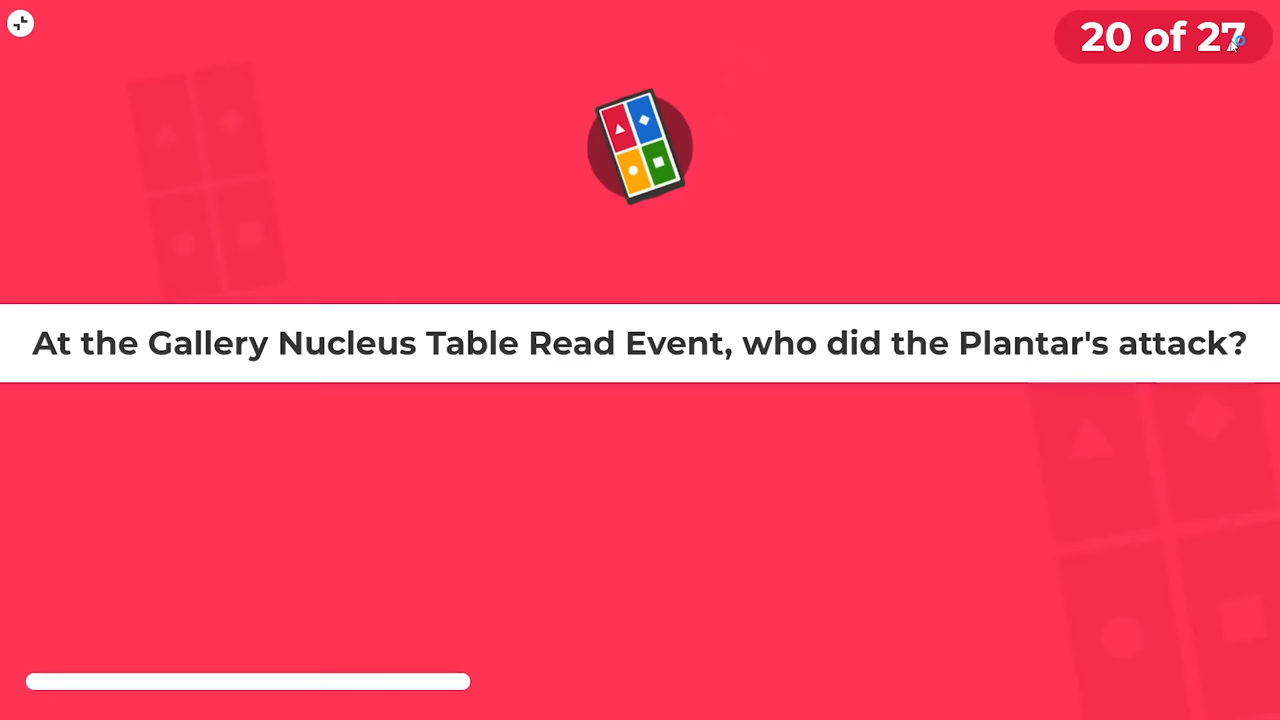 20 of 27
At the Gallery Nucleus Table Read Event, who did the Plantar's attack?